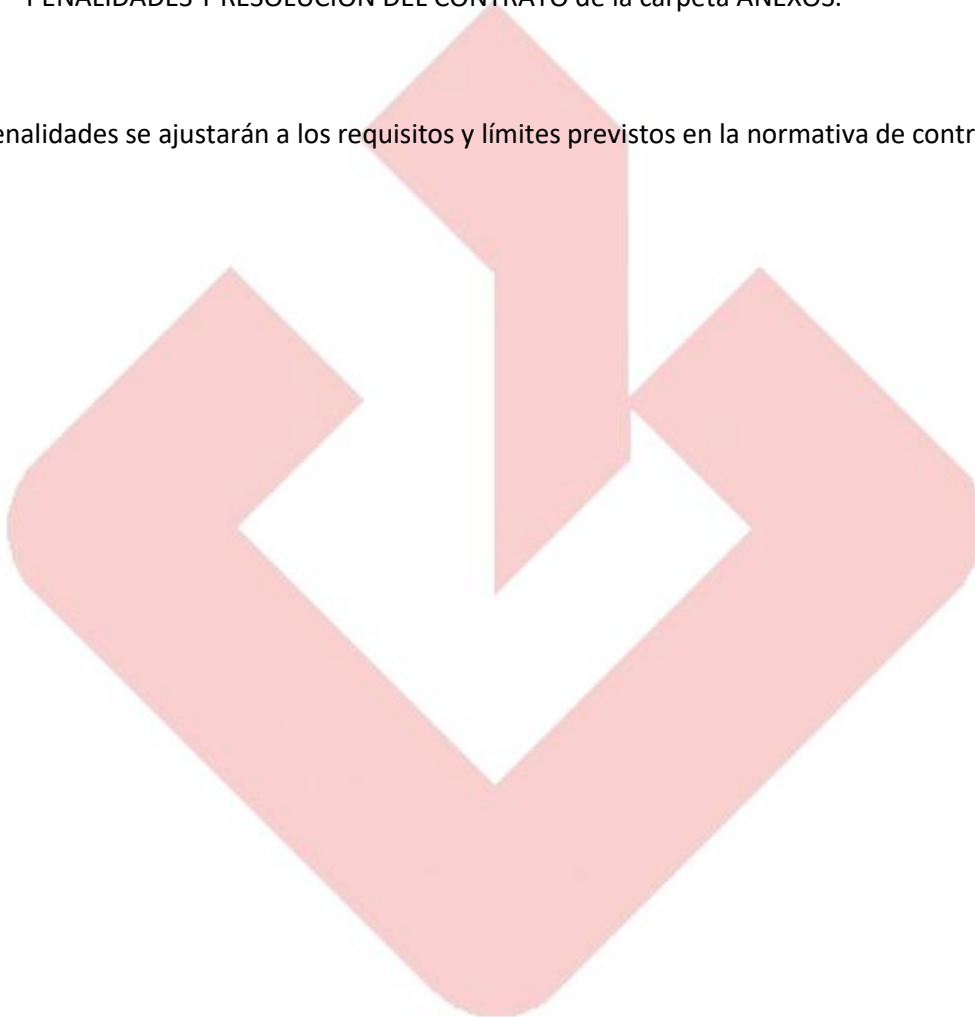 PENALIDADES Y RESOLUCIÓN DEL CONTRATO de la carpeta ANEXOS.
enalidades se ajustarán a los requisitos y límites previstos en la normativa de contr